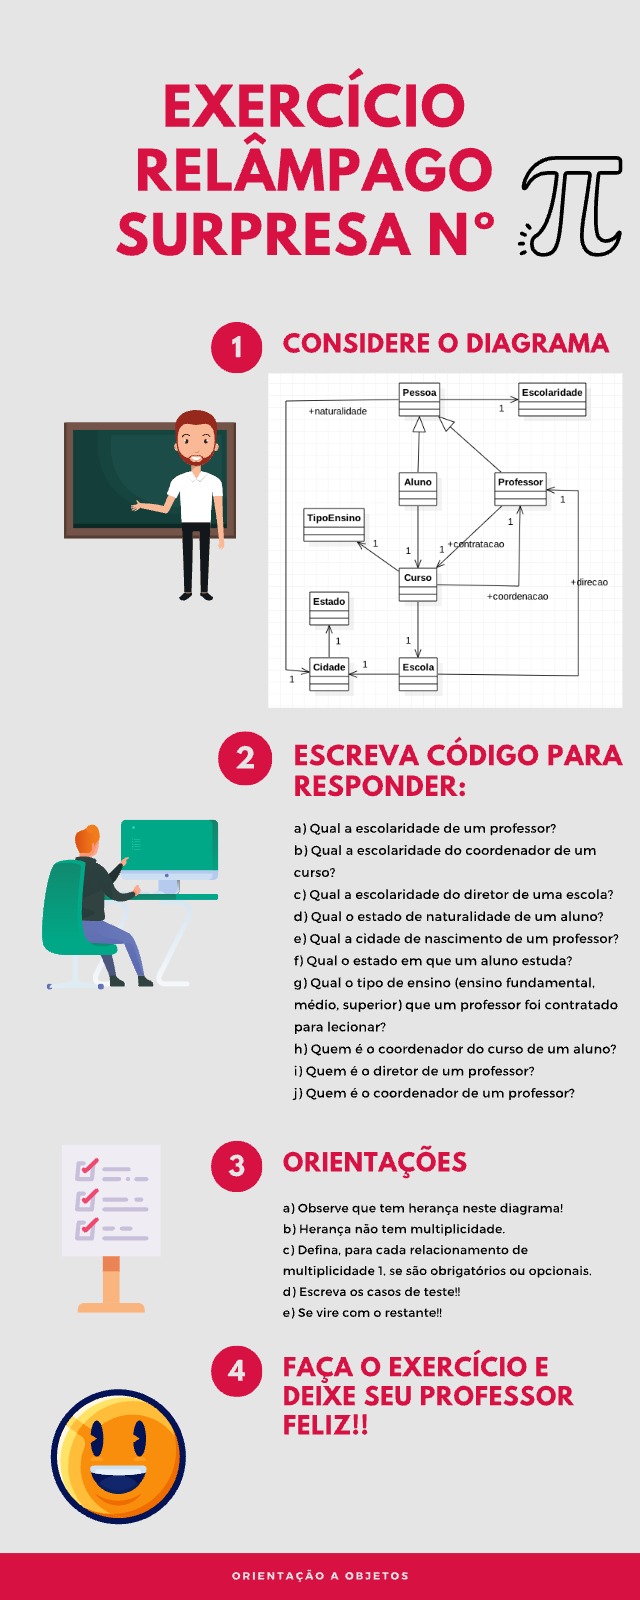 EXERCÍCIO
RELÂMPAGO
SURPRESA Nº π
1
CONSIDERE O DIAGRAMA
Pessoa
Escolaridade
+naturalidade
1
Aluno
Professor
1
TipoEnsino
1
1
1
1 +contratacao
Curso
+direcao
+coordenacao
Estado
1
1
Cidade
1
Escola
1
2
ESCREVA CÓDIGO PARA
RESPONDER:
a) Qual a escolaridade de um professor?
b) Qual a escolaridade do coordenador de um
curso?
c) Qual a escolaridade do diretor de uma escola?
d) Qual o estado de naturalidade de um aluno?
e) Qual a cidade de nascimento de um professor?
f) Qual o estado em que um aluno estuda?
g) Qual o tipo de ensino (ensino fundamental,
médio, superior) que um professor foi contratado
para lecionar?
h) Quem é o coordenador do curso de um aluno?
i) Quem é o diretor de um professor?
j) Quem é o coordenador de um professor?
3
ORIENTAÇÕES
a) Observe que tem herança neste diagrama!
b) Herança não tem multiplicidade.
c) Defina, para cada relacionamento de
multiplicidade 1, se são obrigatórios ou opcionais.
d) Escreva os casos de teste!!
e) Se vire com o restante!!
4
FAÇA O EXERCÍCIO E
DEIXE SEU PROFESSOR
FELIZ!!
ORIENTAÇÃO A OBJETOS